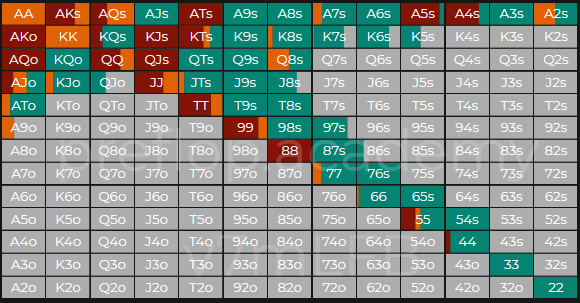 AA AKs AQs AJs ATs A9s A8s A7s A6s A5s A4s A3s A2s
AKo KK KQs KJs KTs K9s K8s K7s K6s K5s K4s K3s K2s
AQo KQo QQ QJs QTs Q9s Q8s Q7s Q6s Q5s Q4s Q3s Q2s
AJo KJo QJo JJ JTs J9s J8s J7s J6s J5s J4s J3s J2s
ATo KTo QTo JTo TT T9s T8s T7s T6s T5s T4s T3s T2s
A9o K9o Q9o J9o T9o 99 98s 97s 96s 95s 94s 93s 92s
A8o K8o Q8o J8o T8o 98o 88 87s 86s 85s 84s 83s 82s
A7o K7o Q7o J7o T7o 97o 87o 77 76s 75s 74s 73s 72s
A6o K6o Q6o J6o T6o 96o 86o 76o 66 65s 64s 63s 62s
A5o K5o Q5o J5o T5o 95o 85o 75o 65o 55 54s 53s 52s
A4o K4o Q4o J4o T4o 94o 84o 74o 64o 54o 44 43s 42s
A3o K3o Q3o J3o T3o 93o 83o 73o 63o 53o 43o 33 32s
A2o K2o Q2o J2o T2o 92o 82o 72o 62o 52o 42o 32o 22
preflop.academy